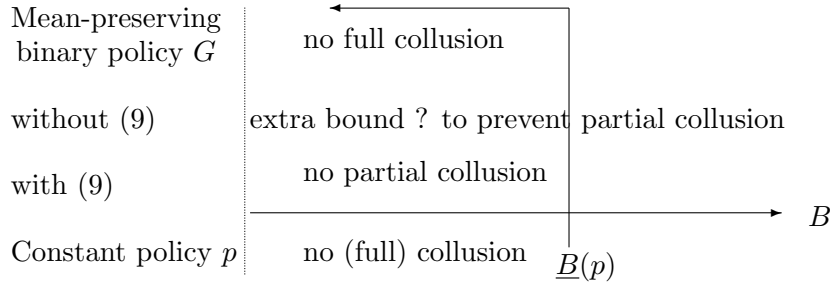 Mean-preserving
binary policy G
no full collusion
without (9)
extra bound ? to prevent partial collusion
with (9)
no partial collusion
B
Constant policy p
no (full) collusion
B(p)